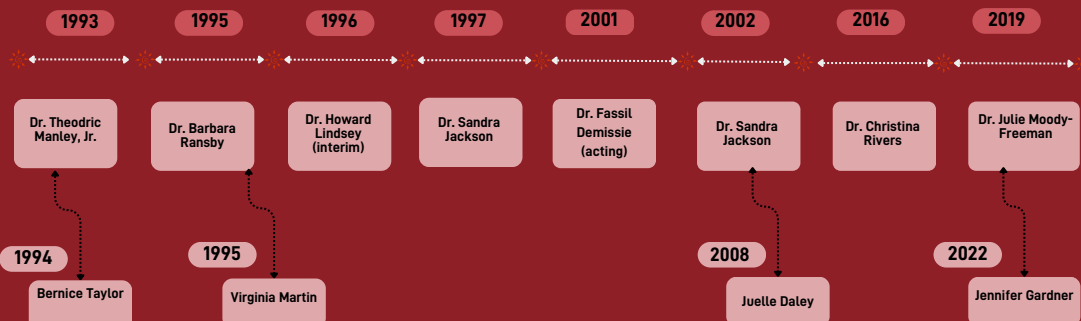 1993
1995
1996
1997
2001
2002
2016
2019
Dr. Theodric
Manley, Jr.
Dr. Barbara
Ransby
Dr. Howard
Lindsey
(interim)
Dr. Sandra
Jackson
Dr. Fassil
Demissie
(acting)
Dr. Sandra
Jackson
Dr. Christina
Rivers
Dr. Julie Moody-
Freeman
1994
Bernice Taylor
1995
Virginia Martin
2008
Juelle Daley
2022
Jennifer Gardner